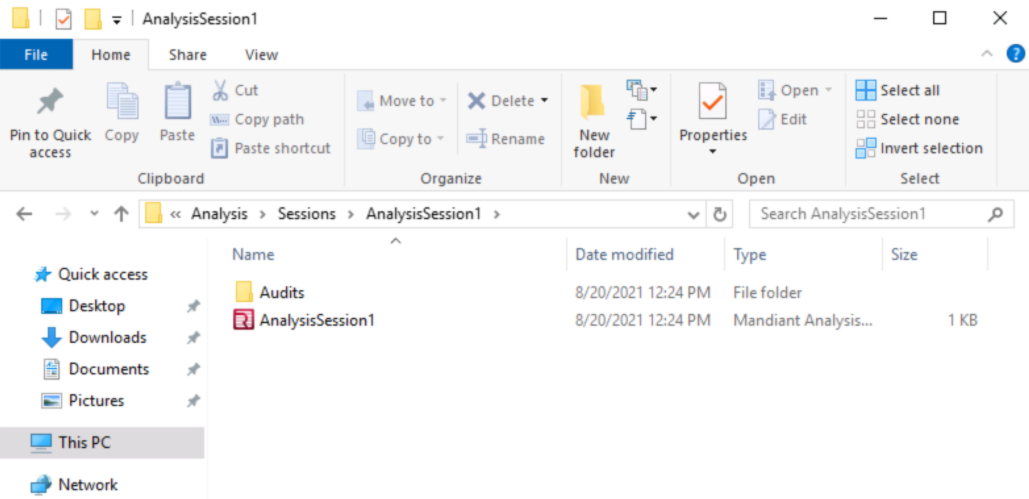 AnalysisSession1
File Home Share View
Pin to Quick access
Copy
Paste
Cut
Copy path
Paste shortcut
Clipboard
Move to
Copy to
Delete
Rename
Organize
New folder
New
Properties
Open
Edit
Open
Select all
Select none
Invert selection
Select
« Analysis > Sessions > AnalysisSession1 >
Search AnalysisSession1
Name Date modified Type Size
Quick access
Desktop
Downloads
Documents
Pictures
This PC
Network
Audits 8/20/2021 12:24 PM File folder
AnalysisSession1 8/20/2021 12:24 PM Mandiant Analysis... 1 KB